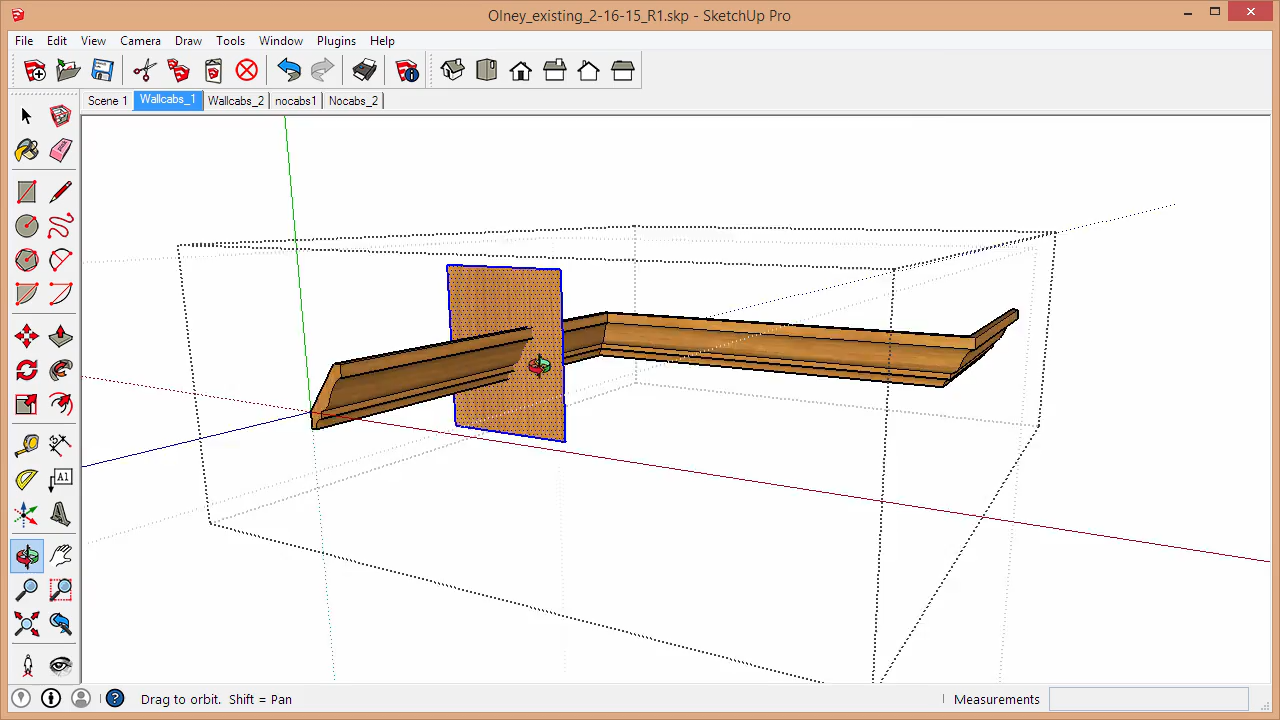 Olney_existing_2-16-15_R1.skp - SketchUp Pro
File Edit View Camera Draw Tools Window Plugins Help
Scene 1 Wallcabs_1 Wallcabs_2 nocabs1 Nocabs_2
A1
Drag to orbit. Shift = Pan
Measurements